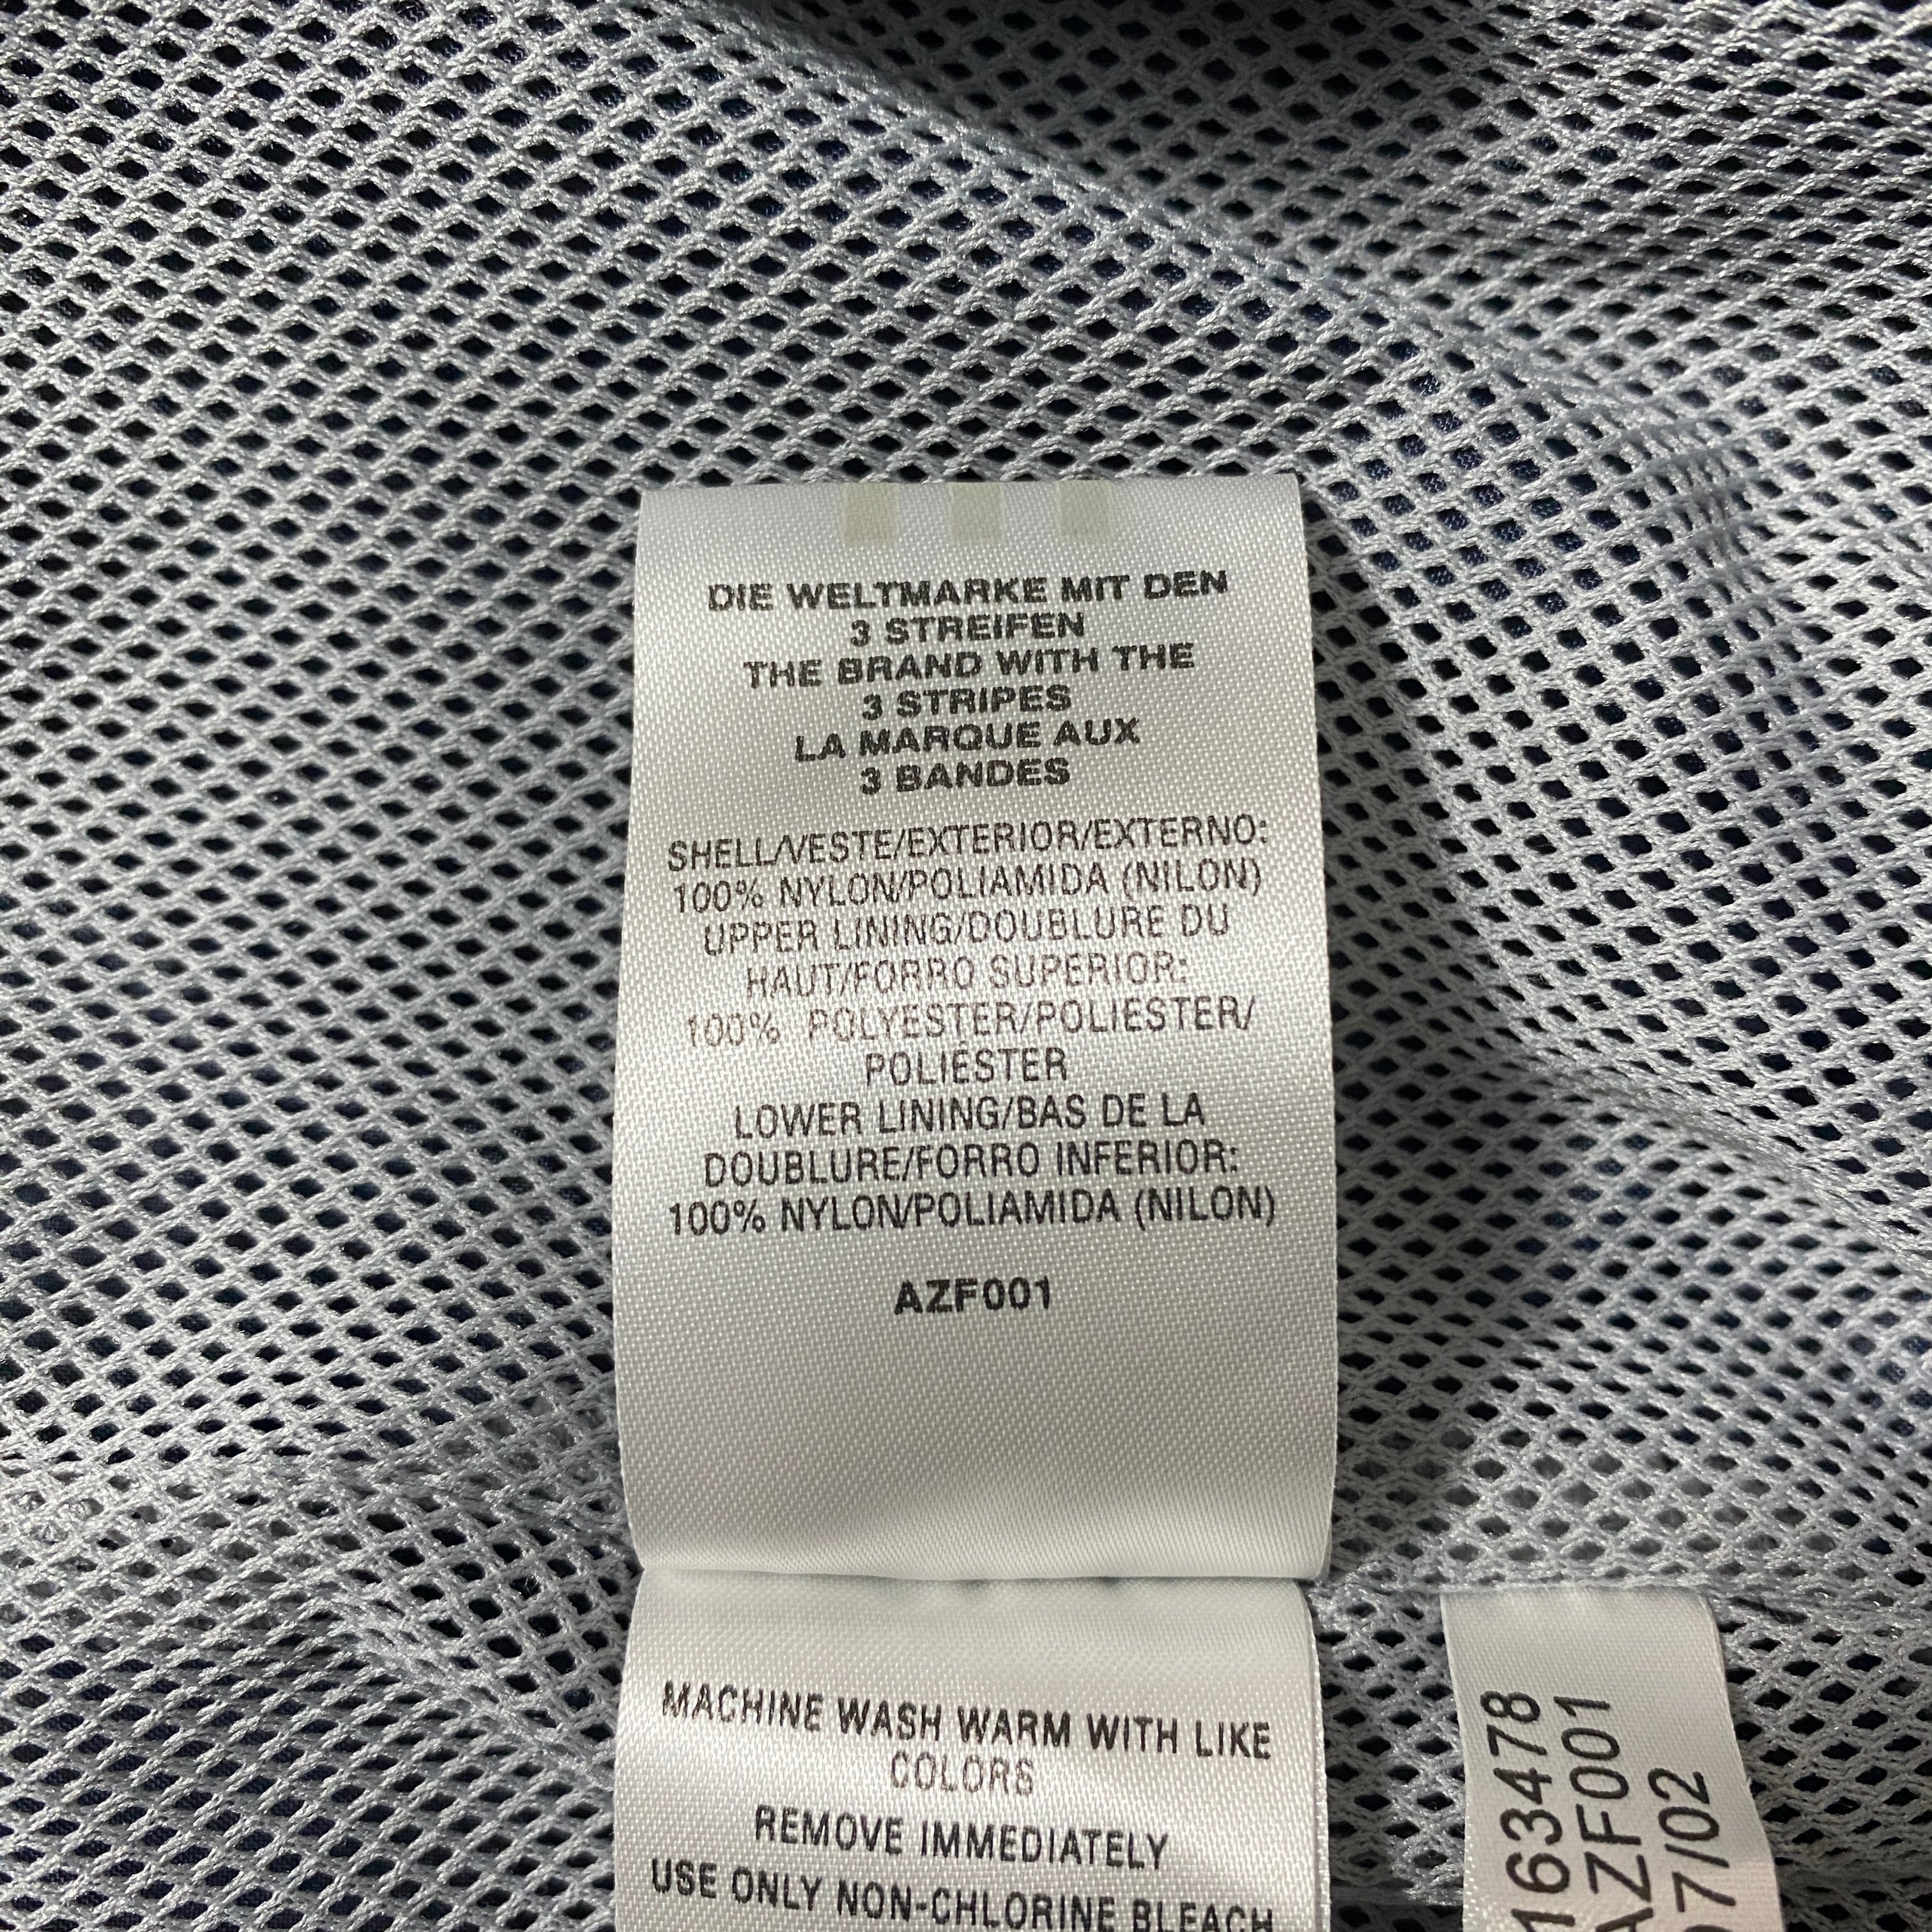 DIE WELTMARKE MIT DEN
3 STREIFEN
THE BRAND WITH THE
3 STRIPES
LA MARQUE AUX
3 BANDES
SHELL/VESTE/EXTERIOR/EXTERNO:
100% NYLON/POLIAMIDA (NILON)
UPPER LINING/DOUBLURE DU
HAUT/FORRO SUPERIOR:
100% POLYESTER/POLIESTER/
POLIÉSTER
LOWER LINING/BAS DE LA
DOUBLURE/FORRO INFERIOR:
100% NYLON/POLIAMIDA (NILON)
AZF001
MACHINE WASH WARM WITH LIKE
COLORS
REMOVE IMMEDIATELY
USE ONLY NON-CHLORINE BLEACH
163478
AZF001
7/02